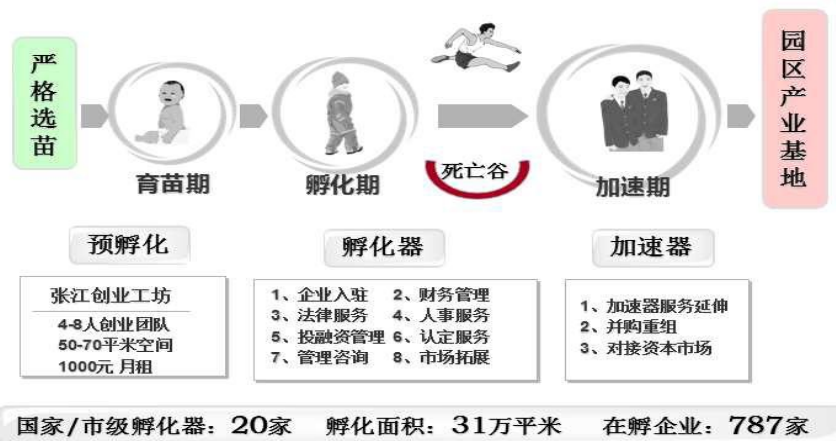 严格选苗
育苗期
孵化期
死亡谷
加速期
园区产业基地
预孵化
孵化器
加速器
张江创业工坊
4-8人创业团队
50-70平米空间
1000元 月租
1、企业入驻 2、财务管理
3、法律服务 4、人事服务
5、投融资管理 6、认定服务
7、管理咨询 8、市场拓展
1、加速器服务延伸
2、并购重组
3、对接资本市场
国家/市级孵化器：20家 孵化面积：31万平米 在孵企业：787家